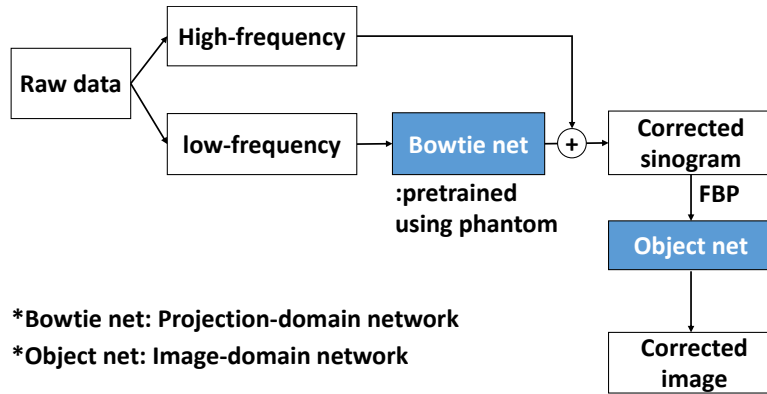 High-frequency
Raw data
low-frequency
Bowtie net
+
Corrected
sinogram
:pretrained
using phantom
FBP
Object net
*Bowtie net: Projection-domain network
*Object net: Image-domain network
Corrected
image